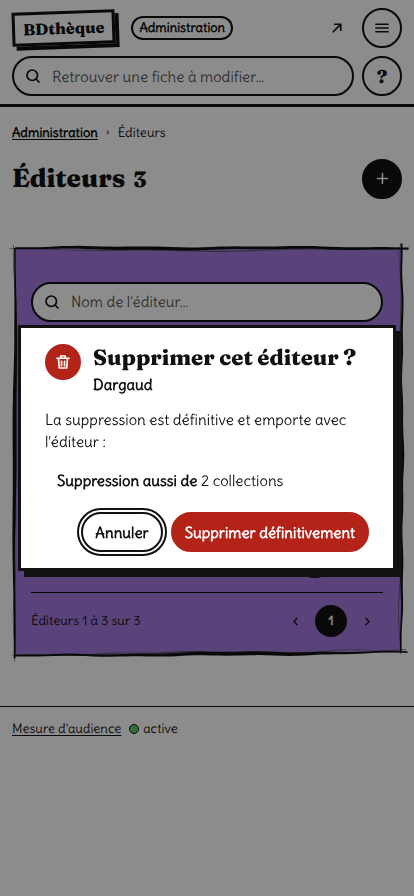 BDthèque
Administration
Retrouver une fiche à modifier...
?
Administration › Éditeurs
Éditeurs 3
+
Nom de l'éditeur...
Supprimer cet éditeur ?
Dargaud
La suppression est définitive et emporte avec
l'éditeur :
Suppression aussi de 2 collections
Annuler
Supprimer définitivement
Éditeurs 1 à 3 sur 3
‹ 1 ›
Mesure d'audience active